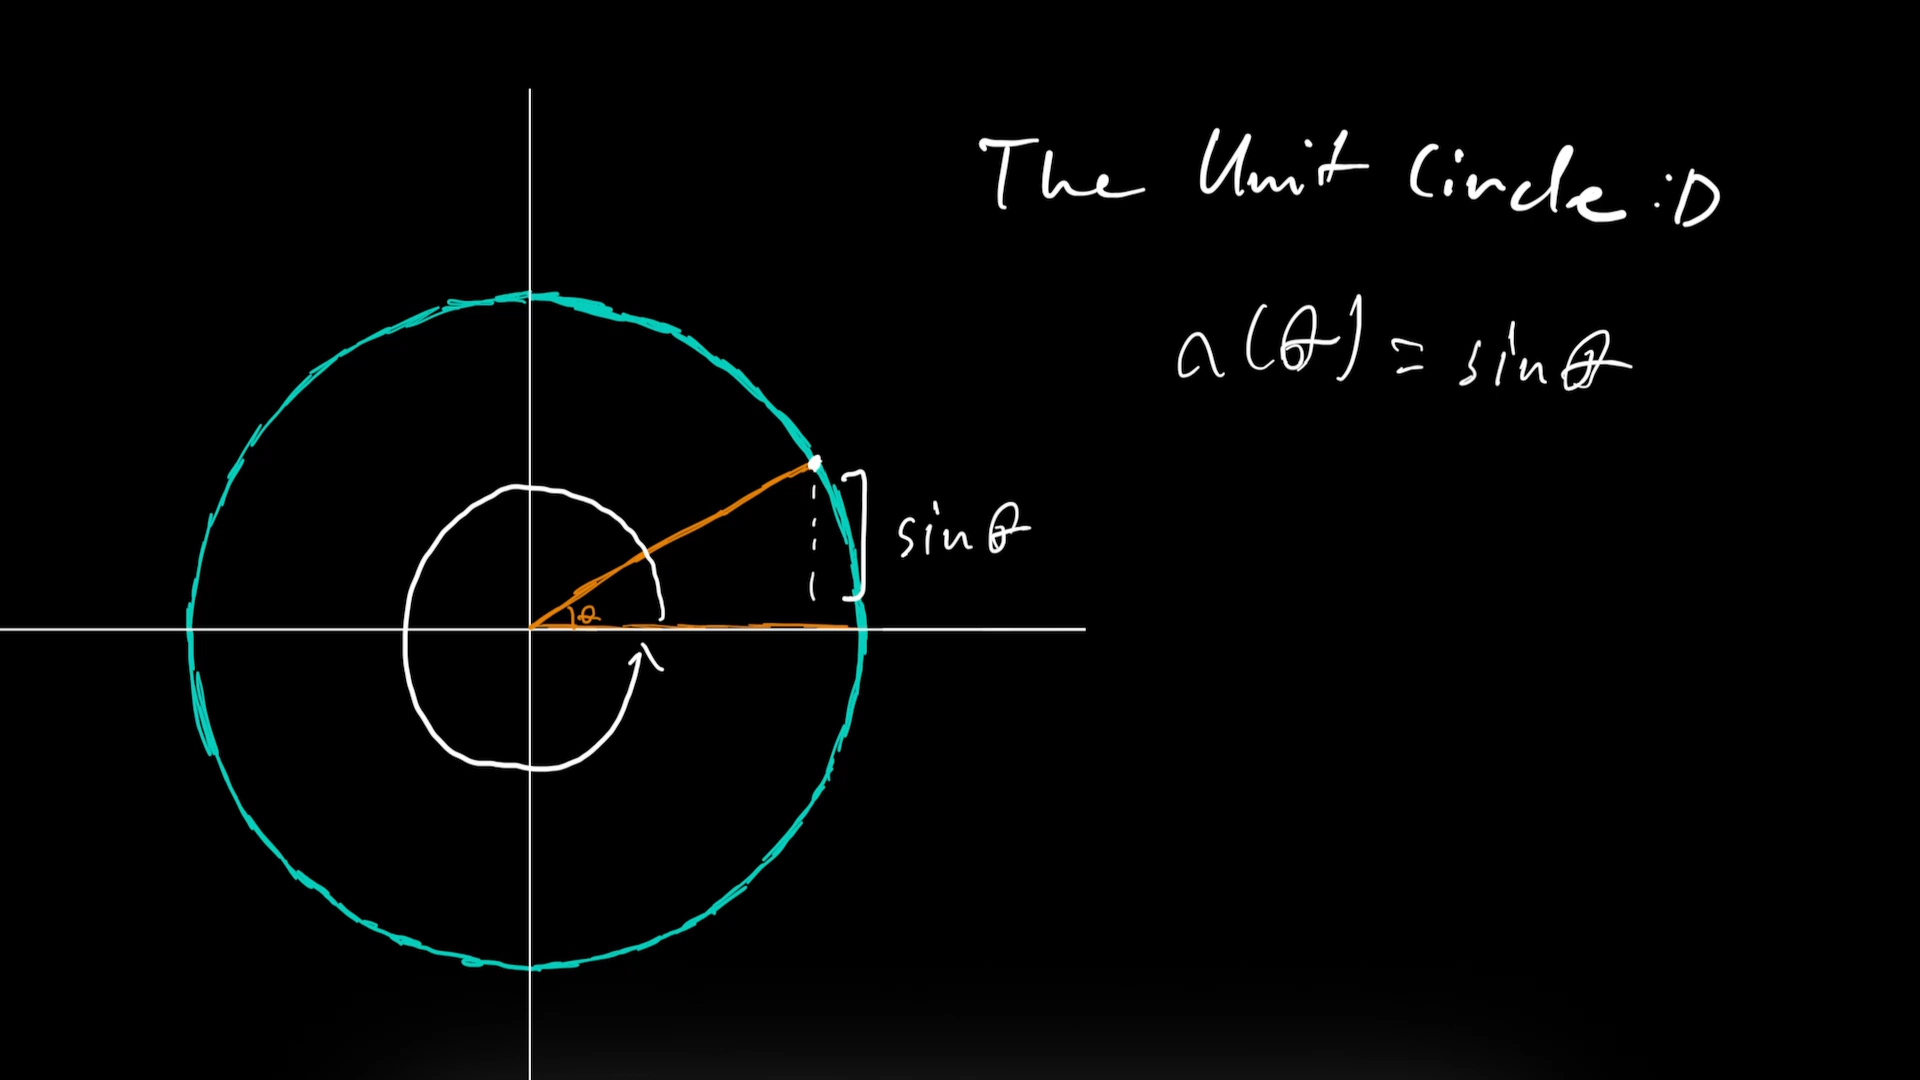 The Unit Circle :D
a(θ) = sinθ
sinθ
θ